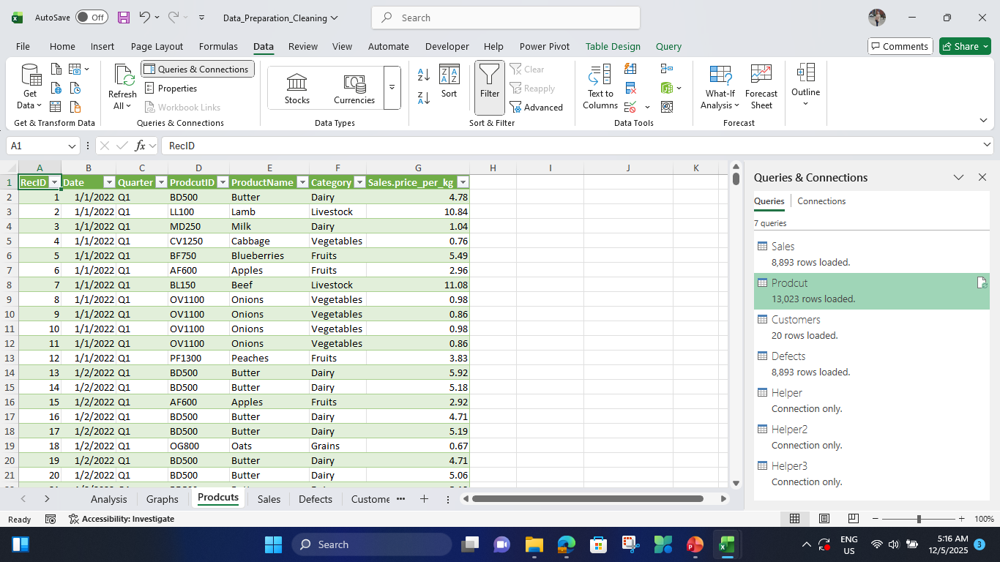 AutoSave Off Data_Preparation_Cleaning Search
File Home Insert Page Layout Formulas Data Review View Automate Developer Help Power Pivot Table Design Query Comments Share
Get Data
Refresh All
Queries & Connections
Properties
Workbook Links
Stocks Currencies
Sort
Filter
Clear
Reapply
Advanced
Text to Columns
What-If Analysis
Forecast Sheet
Outline
Get & Transform Data Queries & Connections Data Types Sort & Filter Data Tools Forecast
A1 fx RecID
A B C D E F G H I J K
1 RecID Date Quarter ProdcutID ProductName Category Sales.price_per_kg
2 1 1/1/2022 Q1 BD500 Butter Dairy 4.78
3 2 1/1/2022 Q1 LL100 Lamb Livestock 10.84
4 3 1/1/2022 Q1 MD250 Milk Dairy 1.04
5 4 1/1/2022 Q1 CV1250 Cabbage Vegetables 0.76
6 5 1/1/2022 Q1 BF750 Blueberries Fruits 5.49
7 6 1/1/2022 Q1 AF600 Apples Fruits 2.96
8 7 1/1/2022 Q1 BL150 Beef Livestock 11.08
9 8 1/1/2022 Q1 OV1100 Onions Vegetables 0.98
10 9 1/1/2022 Q1 OV1100 Onions Vegetables 0.86
11 10 1/1/2022 Q1 OV1100 Onions Vegetables 0.98
12 11 1/1/2022 Q1 OV1100 Onions Vegetables 0.86
13 12 1/1/2022 Q1 PF1300 Peaches Fruits 3.83
14 13 1/2/2022 Q1 BD500 Butter Dairy 5.92
15 14 1/2/2022 Q1 BD500 Butter Dairy 5.18
16 15 1/2/2022 Q1 AF600 Apples Fruits 2.92
17 16 1/2/2022 Q1 BD500 Butter Dairy 4.71
18 17 1/2/2022 Q1 BD500 Butter Dairy 5.19
19 18 1/2/2022 Q1 OG800 Oats Grains 0.67
20 19 1/2/2022 Q1 BD500 Butter Dairy 4.71
21 20 1/2/2022 Q1 BD500 Butter Dairy 5.06
Queries & Connections
Queries Connections
7 queries
Sales
8,893 rows loaded.
Prodcut
13,023 rows loaded.
Customers
20 rows loaded.
Defects
8,893 rows loaded.
Helper
Connection only.
Helper2
Connection only.
Helper3
Connection only.
Analysis Graphs Prodcuts Sales Defects Custome ...
Ready Accessibility: Investigate 100%
Search
ENG
US
5:16 AM
12/5/2025
3